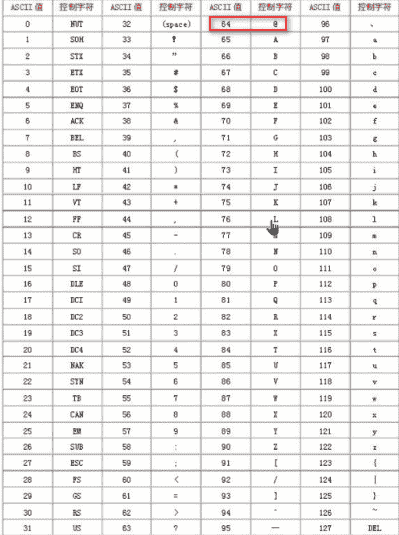 ASCII 值 控制字符 ASCII 值 控制字符 ASCII 值 控制字符 ASCII 值 控制字符
0 NUT 32 (space) 64 @ 96 、
1 SOH 33 ! 65 A 97 a
2 STX 34 ” 66 B 98 b
3 ETX 35 # 67 C 99 c
4 EOT 36 $ 68 D 100 d
5 ENQ 37 % 69 E 101 e
6 ACK 38 & 70 F 102 f
7 BEL 39 , 71 G 103 g
8 BS 40 ( 72 H 104 h
9 HT 41 ) 73 I 105 i
10 LF 42 * 74 J 106 j
11 VT 43 + 75 K 107 k
12 FF 44 , 76 L 108 l
13 CR 45 - 77 109 m
14 SO 46 . 78 N 110 n
15 SI 47 / 79 O 111 o
16 DLE 48 0 80 P 112 p
17 DCI 49 1 81 Q 113 q
18 DC2 50 2 82 R 114 r
19 DC3 51 3 83 X 115 s
20 DC4 52 4 84 T 116 t
21 NAK 53 5 85 U 117 u
22 SYN 54 6 86 V 118 v
23 TB 55 7 87 W 119 w
24 CAN 56 8 88 X 120 x
25 EM 57 9 89 Y 121 y
26 SUB 58 : 90 Z 122 z
27 ESC 59 ; 91 [ 123 {
28 FS 60 < 92 / 124 |
29 GS 61 = 93 ] 125 }
30 RS 62 > 94 ^ 126 ~
31 US 63 ? 95 — 127 DEL